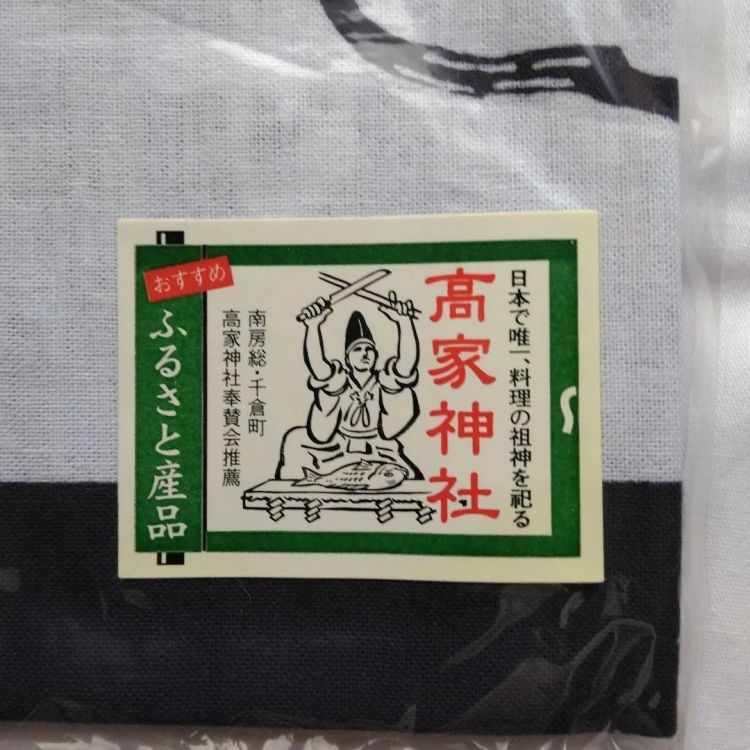 日本で唯一、料理の祖神を祀る
高家神社
南房総・千倉町
高家神社奉賛会推薦
おすすめ
ふるさと産品